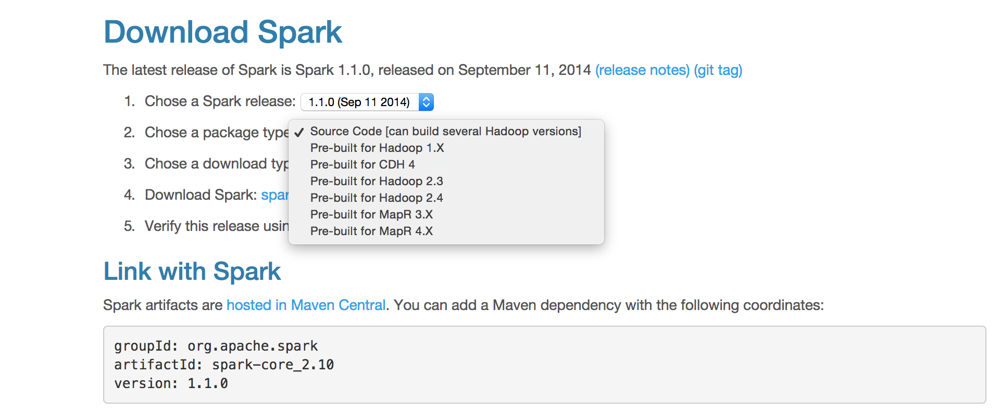 Download Spark
The latest release of Spark is Spark 1.1.0, released on September 11, 2014 (release notes) (git tag)
1. Chose a Spark release: 1.1.0 (Sep 11 2014)
2. Chose a package type
✓ Source Code [can build several Hadoop versions]
Pre-built for Hadoop 1.X
3. Chose a download
Pre-built for CDH 4
Pre-built for Hadoop 2.3
4. Download Spark:
Pre-built for Hadoop 2.4
Pre-built for MapR 3.X
5. Verify this release
Pre-built for MapR 4.X
Link with Spark
Spark artifacts are hosted in Maven Central. You can add a Maven dependency with the following coordinates:
groupId: org.apache.spark
artifactId: spark-core_2.10
version: 1.1.0